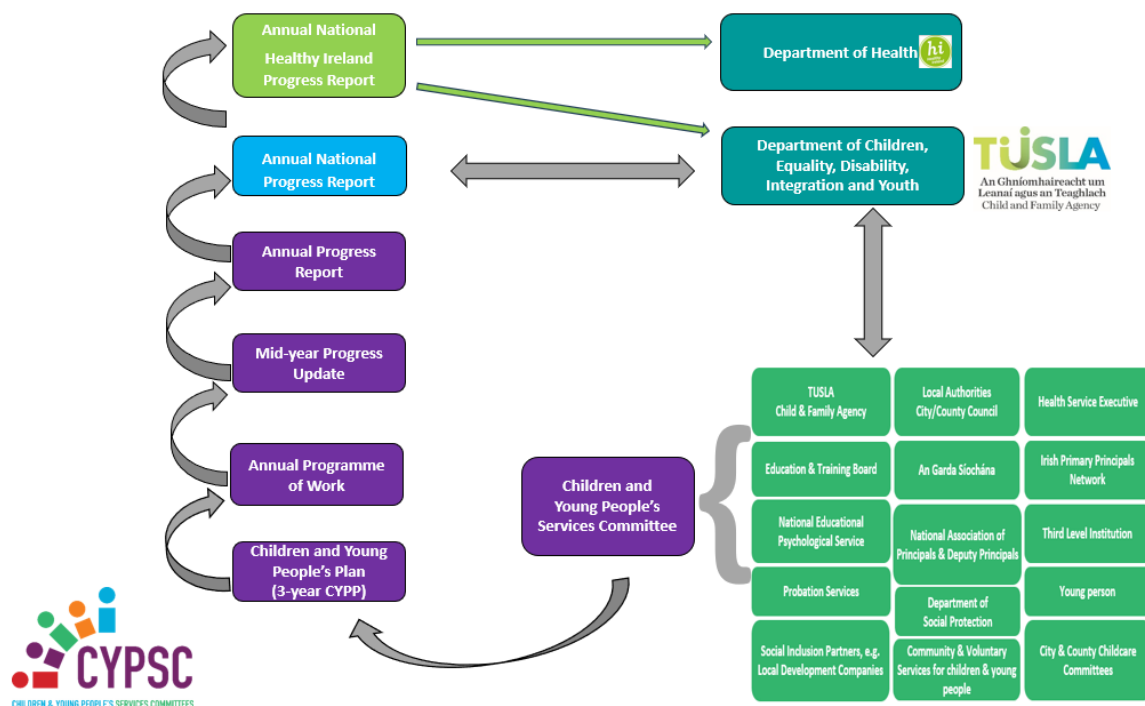 Annual National
Healthy Ireland
Progress Report
Department of Health
hi
Annual National
Progress Report
Department of Children,
Equality, Disability,
Integration and Youth
TUSLA
An Ghníomhaireacht um
Leanaí agus an Teaghlach
Child and Family Agency
Annual Progress
Report
Mid-year Progress
Update
Annual Programme
of Work
Children and Young
People's Plan
(3-year CYPP)
Children and
Young People's
Services Committee
TUSLA
Child & Family Agency
Local Authorities
City/County Council
Health Service Executive
Education & Training Board
An Garda Síochána
Irish Primary Principals
Network
National Educational
Psychological Service
National Association of
Principals & Deputy Principals
Third Level Institution
Probation Services
Department of
Social Protection
Young person
Social Inclusion Partners, e.g.
Local Development Companies
Community & Voluntary
Services for children & young
people
City & County Childcare
Committees
CYPSC
CHILDREN & YOUNG PEOPLE'S SERVICES COMMITTEES